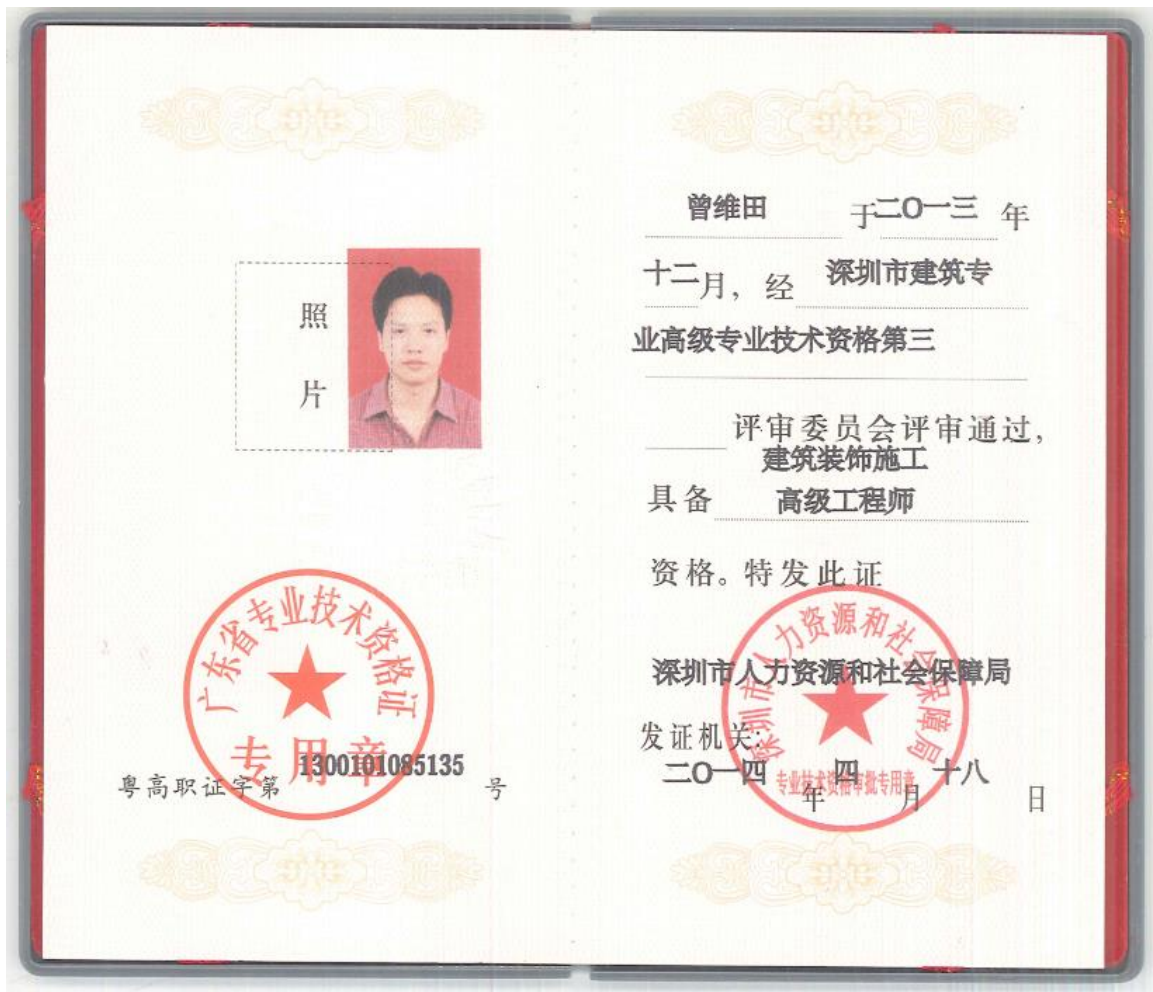 照
片
广东省专业技术资格证
专用章
粤高职证字第 1300101085135 号
曾维田 于二〇一三 年
十二月，经 深圳市建筑专
业高级专业技术资格第三
评审委员会评审通过，
建筑装饰施工
具备 高级工程师
资格。特发此证
深圳市人力资源和社会保障局
深圳市人力资源和社会保障局
发证机关：
二〇一四 年 四 月 十八 日
专业技术资格审批专用章